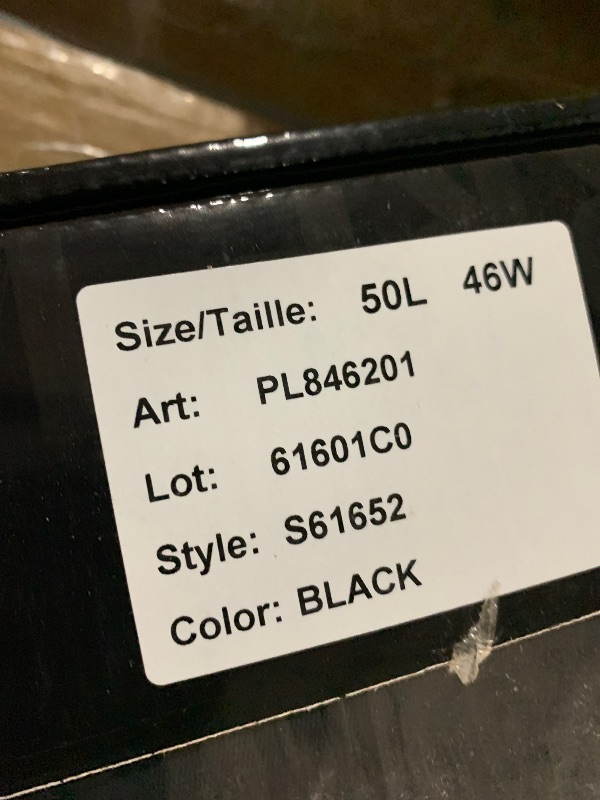 Size/Taille: 50L 46W
Art: PL846201
Lot: 61601C0
Style: S61652
Color: BLACK